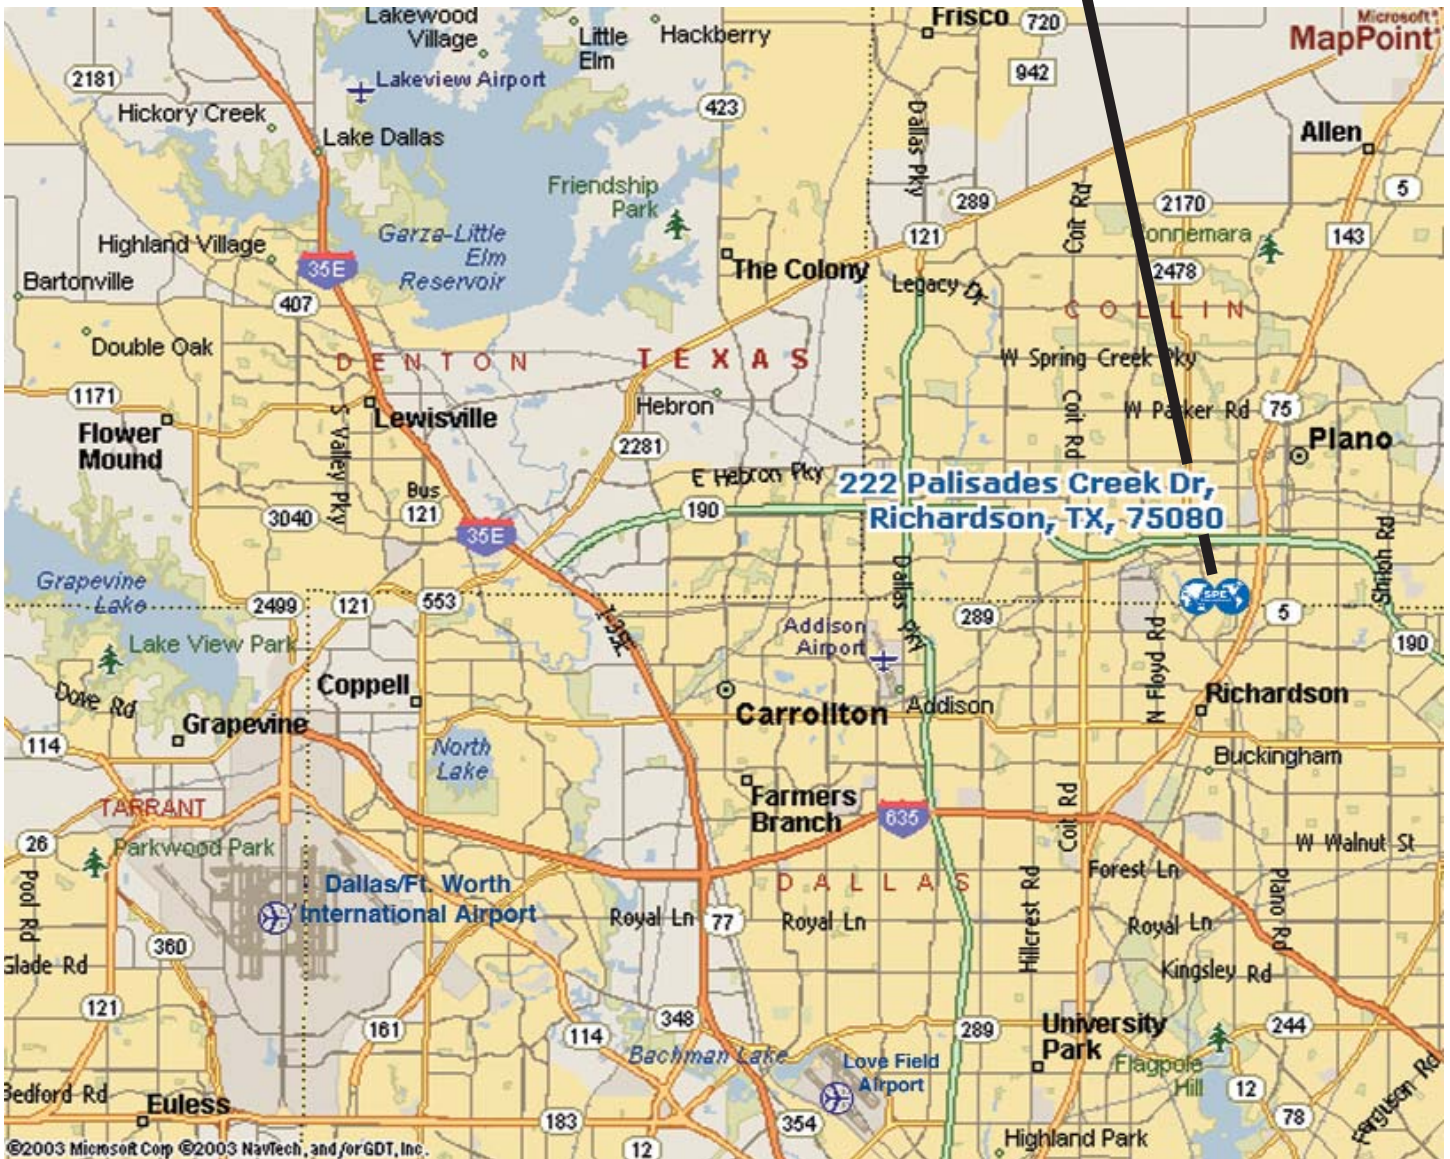 Lakewood
Village
Little
Elm
Hackberry
Frisco
720
Microsoft®
MapPoint®
2181
Lakeview Airport
942
Hickory Creek
423
Dallas Pky
Allen
Lake Dallas
Friendship
Park
289
Coit Rd
2170
5
Highland Village
Garza-Little
Elm
Reservoir
121
onnemara
143
35E
The Colony
2478
Bartonville
Legacy Dr
407
COLLIN
Double Oak
DENTON
TEXAS
W Spring Creek Pky
1171
Hebron
Coit Rd
W Parker Rd
75
Lewisville
Flower
Mound
S Valley Pky
2281
Plano
E Hebron Pky
222 Palisades Creek Dr,
Richardson, TX, 75080
Bus
121
3040
190
35E
Shiloh Rd
Dallas Pky
Grapevine
Lake
SPE
2499
121
553
I-35E
289
5
Addison
Airport
Lake View Park
N Floyd Rd
190
Dove Rd
Coppell
Richardson
Grapevine
Carrollton
Addison
114
North
Lake
Buckingham
TARRANT
Farmers
Branch
635
Coit Rd
26
Parkwood Park
W Walnut St
Forest Ln
Pool Rd
Dallas/Ft. Worth
International Airport
DALLAS
Hillcrest Rd
Plano Rd
Royal Ln
77
Royal Ln
Royal Ln
360
Glade Rd
Kingsley Rd
121
161
114
348
289
University
Park
244
Bachman Lake
Love Field
Airport
Flagpole
Hill
Bedford Rd
Euless
12
78
Ferguson Rd
183
354
12
Highland Park
©2003 Microsoft Corp ©2003 NavTech, and/or GDT, Inc.